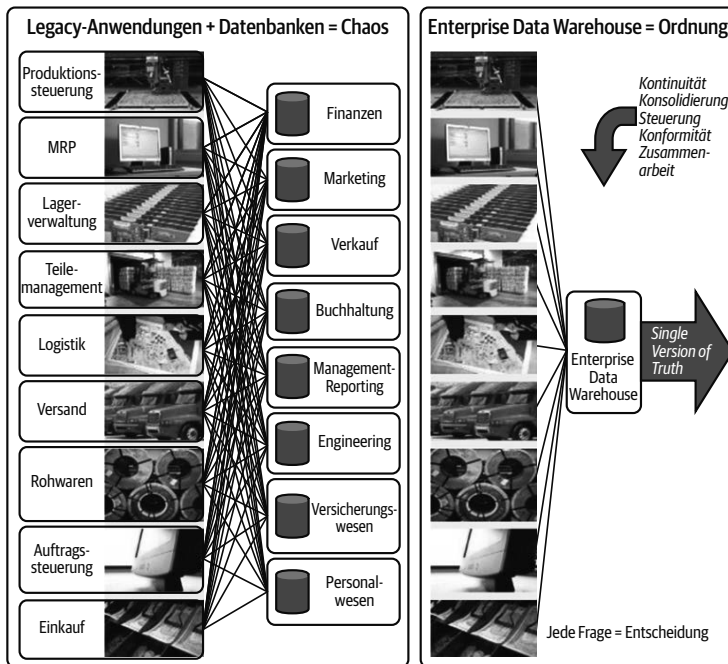 Legacy-Anwendungen + Datenbanken = Chaos
Produktions-
steuerung
MRP
Lager-
verwaltung
Teile-
management
Logistik
Versand
Rohwaren
Auftrags-
steuerung
Einkauf
Finanzen
Marketing
Verkauf
Buchhaltung
Management-
Reporting
Engineering
Versicherungs-
wesen
Personal-
wesen
Enterprise Data Warehouse = Ordnung
Kontinuität
Konsolidierung
Steuerung
Konformität
Zusammen-
arbeit
Enterprise
Data
Warehouse
Single
Version of
Truth
Jede Frage = Entscheidung